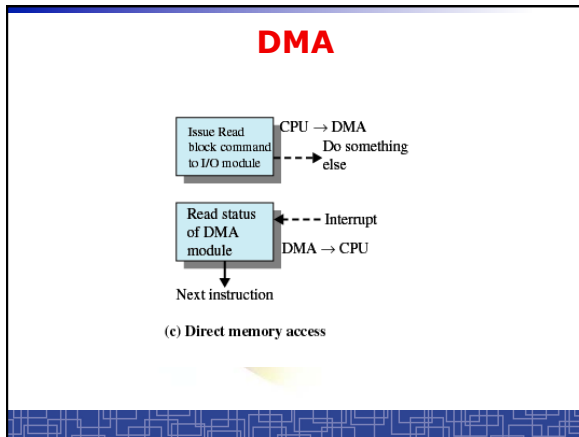 DMA
Issue Read
block command
to I/O module
CPU → DMA
Do something
else
Read status
of DMA
module
Interrupt
DMA → CPU
Next instruction
(c) Direct memory access